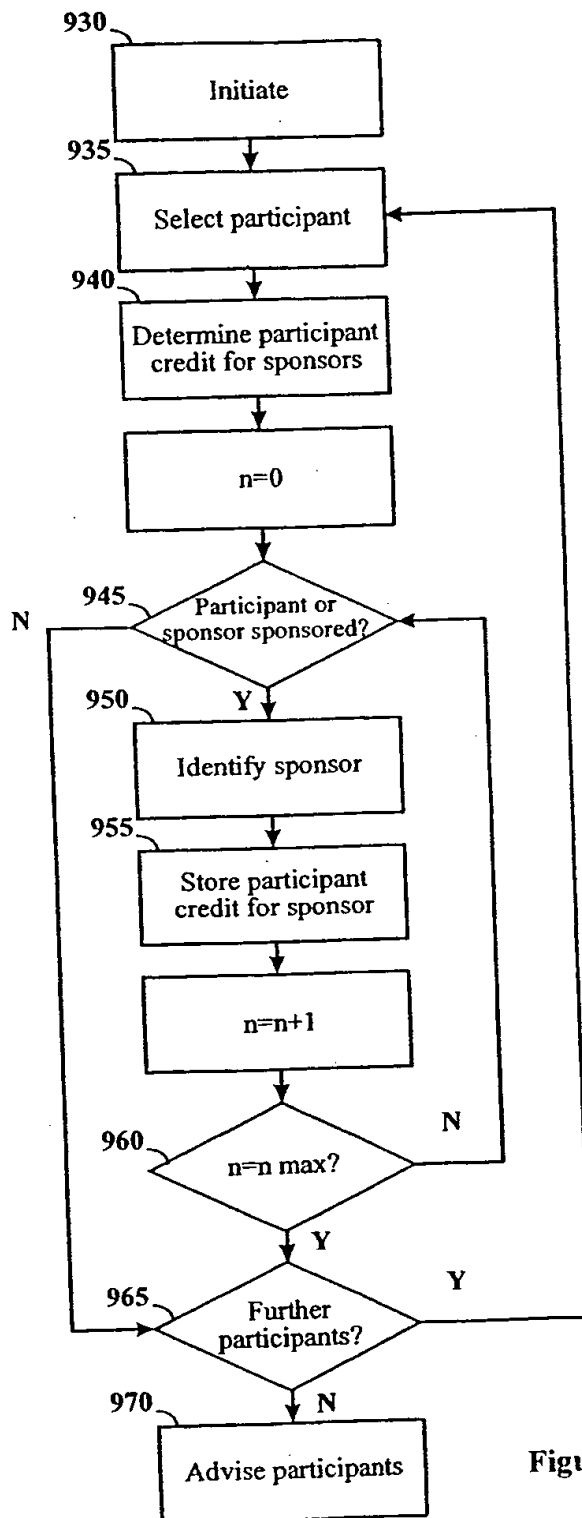 930
Initiate
935
Select participant
940
Determine participant
credit for sponsors
n=0
945
N
Participant or
sponsor sponsored?
Y
950
Identify sponsor
955
Store participant
credit for sponsor
n=n+1
960
N
n=n max?
Y
965
Y
Further
participants?
N
970
Advise participants